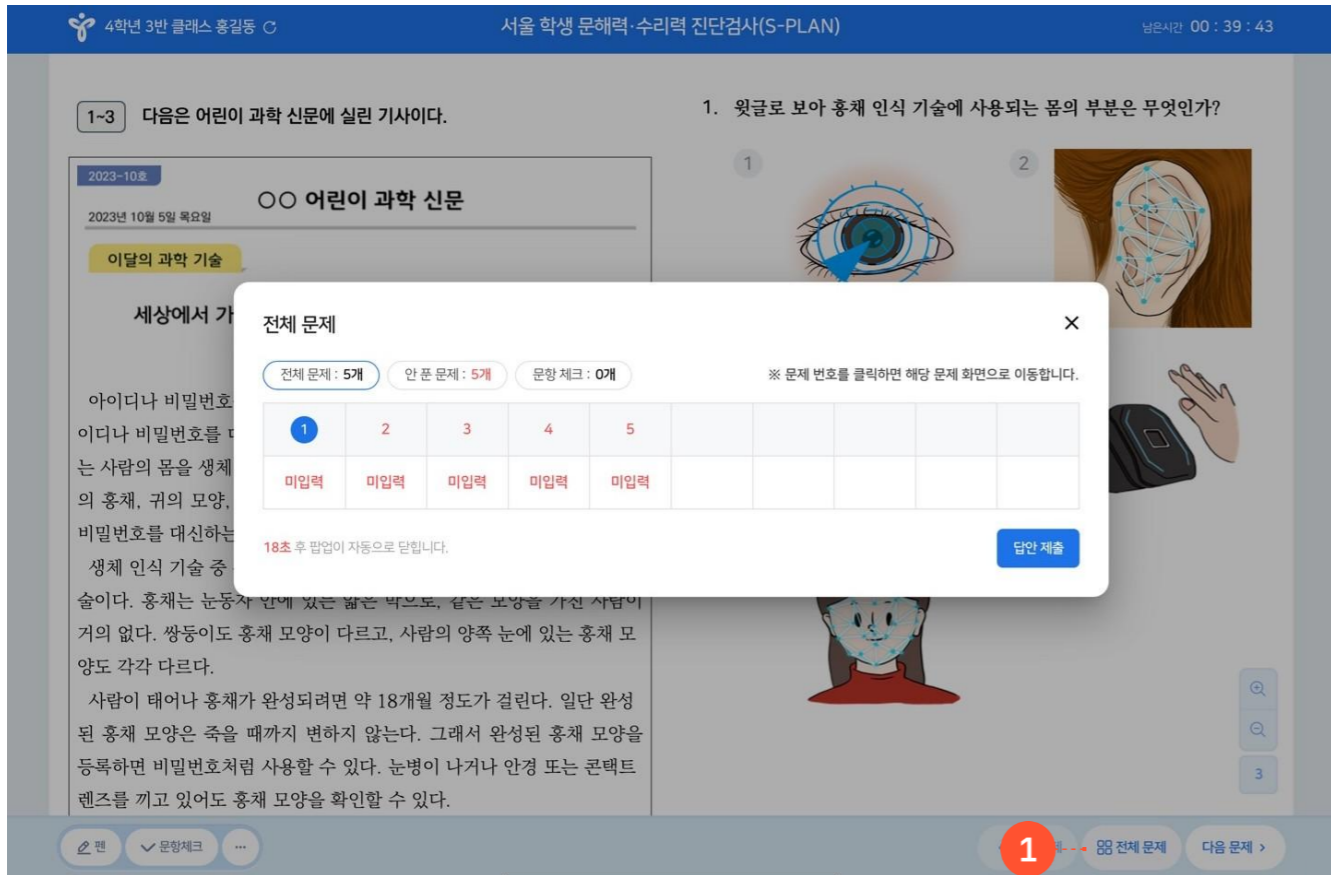 4학년 3반 클래스 홍길동
서울 학생 문해력·수리력 진단검사(S-PLAN)
남은시간 00 : 39 : 43
1~3 다음은 어린이 과학 신문에 실린 기사이다.
2023-10호
○○ 어린이 과학 신문
2023년 10월 5일 목요일
이달의 과학 기술
세상에서 가
아이디나 비밀번호
이디나 비밀번호를
는 사람의 몸을 생체
의 홍채, 귀의 모양,
비밀번호를 대신하는
생체 인식 기술 중
술이다. 홍채는 눈동자 안에 있는 얇은 막으로, 같은 모양을 가진 사람이
거의 없다. 쌍둥이도 홍채 모양이 다르고, 사람의 양쪽 눈에 있는 홍채 모
양도 각각 다르다.
사람이 태어나 홍채가 완성되려면 약 18개월 정도가 걸린다. 일단 완성
된 홍채 모양은 죽을 때까지 변하지 않는다. 그래서 완성된 홍채 모양을
등록하면 비밀번호처럼 사용할 수 있다. 눈병이 나거나 안경 또는 콘택트
렌즈를 끼고 있어도 홍채 모양을 확인할 수 있다.
1. 윗글로 보아 홍채 인식 기술에 사용되는 몸의 부분은 무엇인가?
1 2
전체 문제
전체 문제 : 5개 안 푼 문제 : 5개 문항 체크 : 0개 ※ 문제 번호를 클릭하면 해당 문제 화면으로 이동합니다.
1 2 3 4 5
미입력 미입력 미입력 미입력 미입력
18초 후 팝업이 자동으로 닫힙니다. 답안 제출
3
펜 문항체크 ··· 1 전체 문제 다음 문제 >